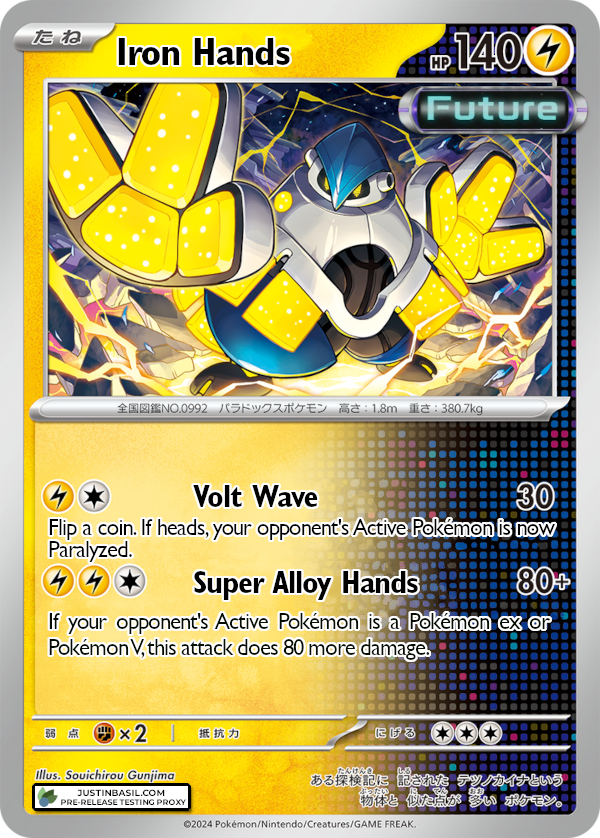 たね Iron Hands HP 140
Future
全国図鑑NO.0992 パラドックスポケモン 高さ：1.8m 重さ：380.7kg
Volt Wave 30
Flip a coin. If heads, your opponent's Active Pokémon is now
Paralyzed.
Super Alloy Hands 80+
If your opponent's Active Pokémon is a Pokémon ex or
Pokémon V, this attack does 80 more damage.
弱点 ×2 抵抗力 にげる
Illus. Souichirou Gunjima
ある探検記に 記された テツノカイナという
物体と 似た点が 多い ポケモン。
JUSTINBASIL.COM
PRE-RELEASE TESTING PROXY
©2024 Pokémon/Nintendo/Creatures/GAME FREAK.